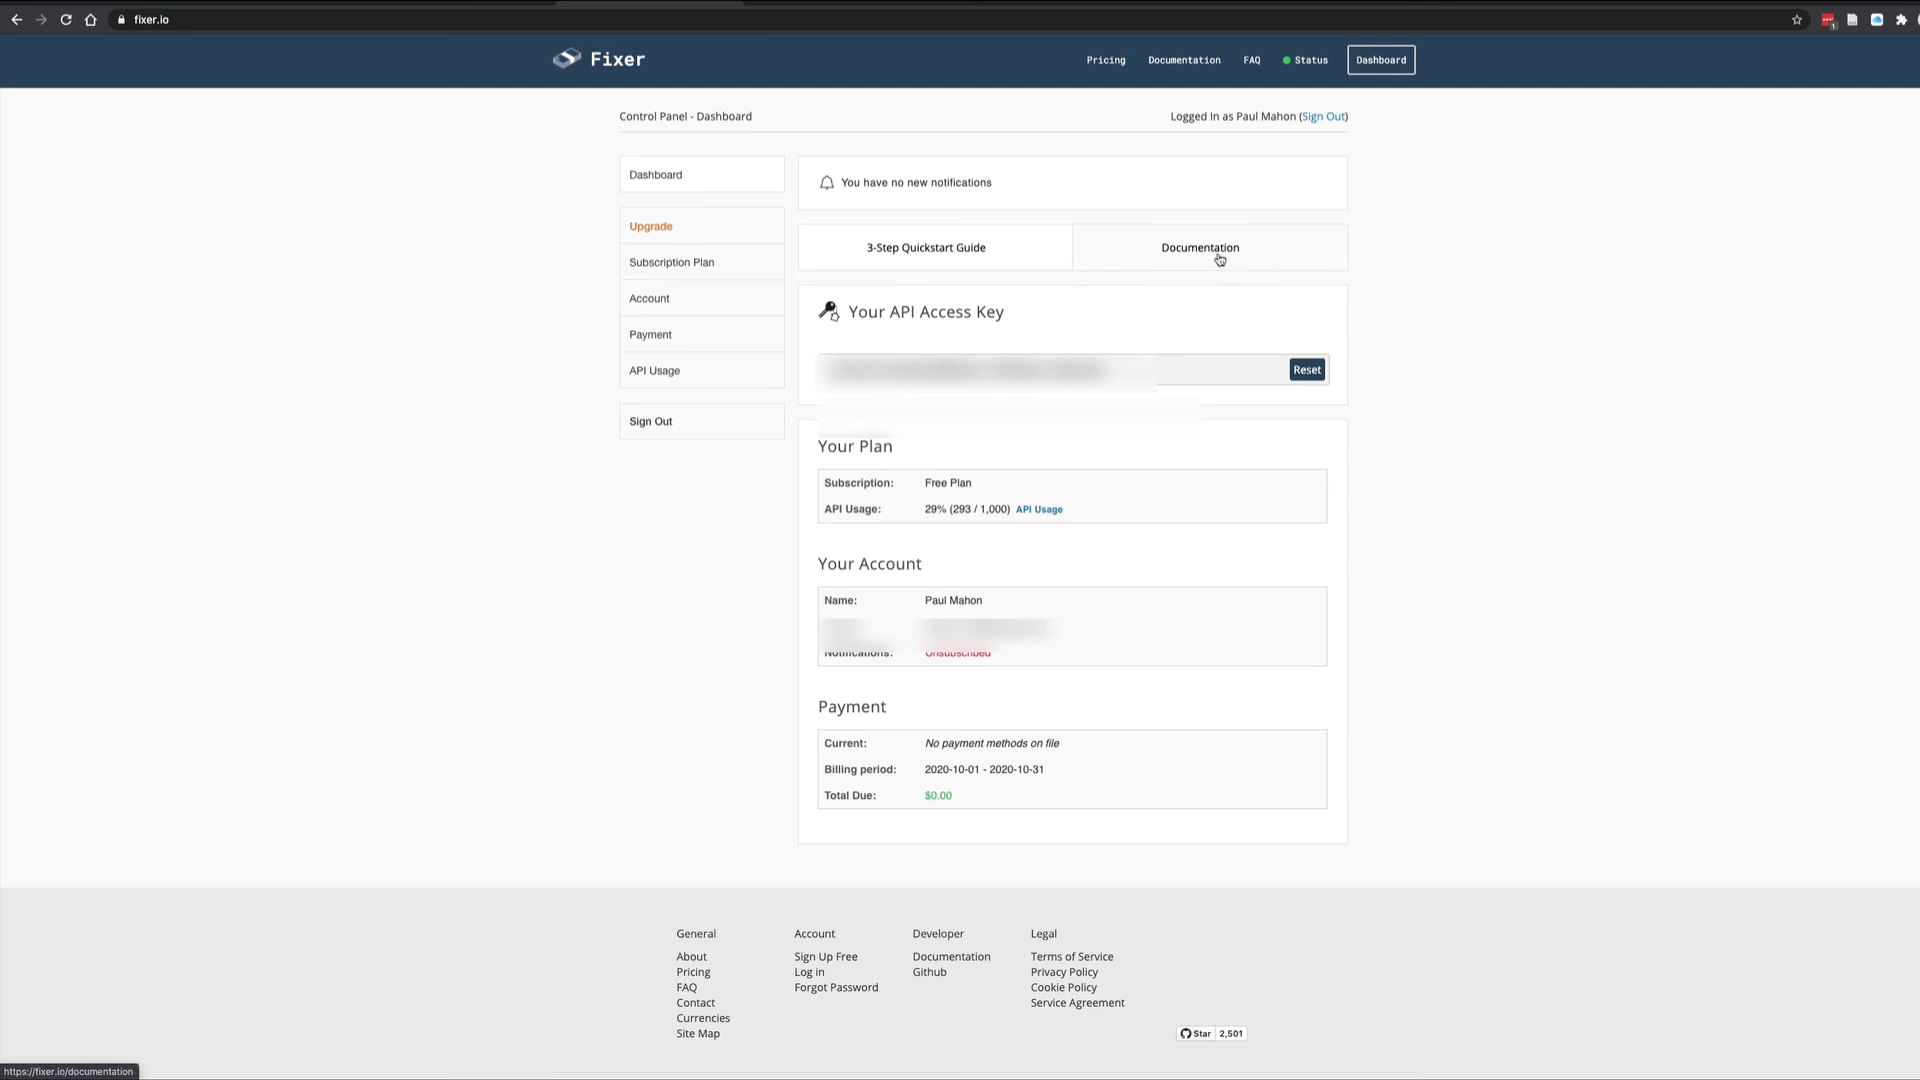 fixer.io
Fixer
Pricing
Documentation
FAQ
Status
Dashboard
Control Panel - Dashboard
Logged In as Paul Mahon (Sign Out)
Dashboard
Upgrade
Subscription Plan
Account
Payment
API Usage
Sign Out
You have no new notifications
3-Step Quickstart Guide
Documentation
Your API Access Key
Reset
Your Plan
Subscription: Free Plan
API Usage: 29% (293 / 1,000) API Usage
Your Account
Name: Paul Mahon
Notifications: Unsubscribed
Payment
Current: No payment methods on file
Billing period: 2020-10-01 - 2020-10-31
Total Due: $0.00
General
About
Pricing
FAQ
Contact
Currencies
Site Map
Account
Sign Up Free
Log in
Forgot Password
Developer
Documentation
Github
Legal
Terms of Service
Privacy Policy
Cookie Policy
Service Agreement
Star 2,501
https://fixer.io/documentation